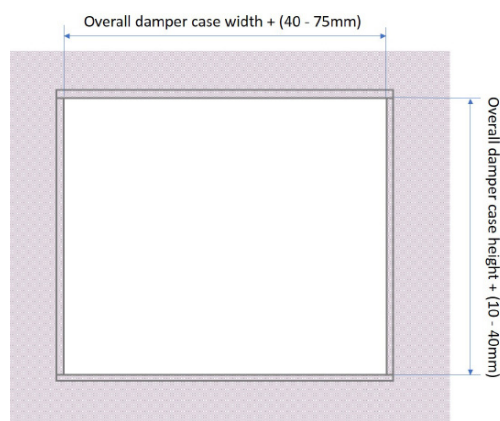 Overall damper case width + (40 - 75mm)
Overall damper case height + (10 - 40mm)